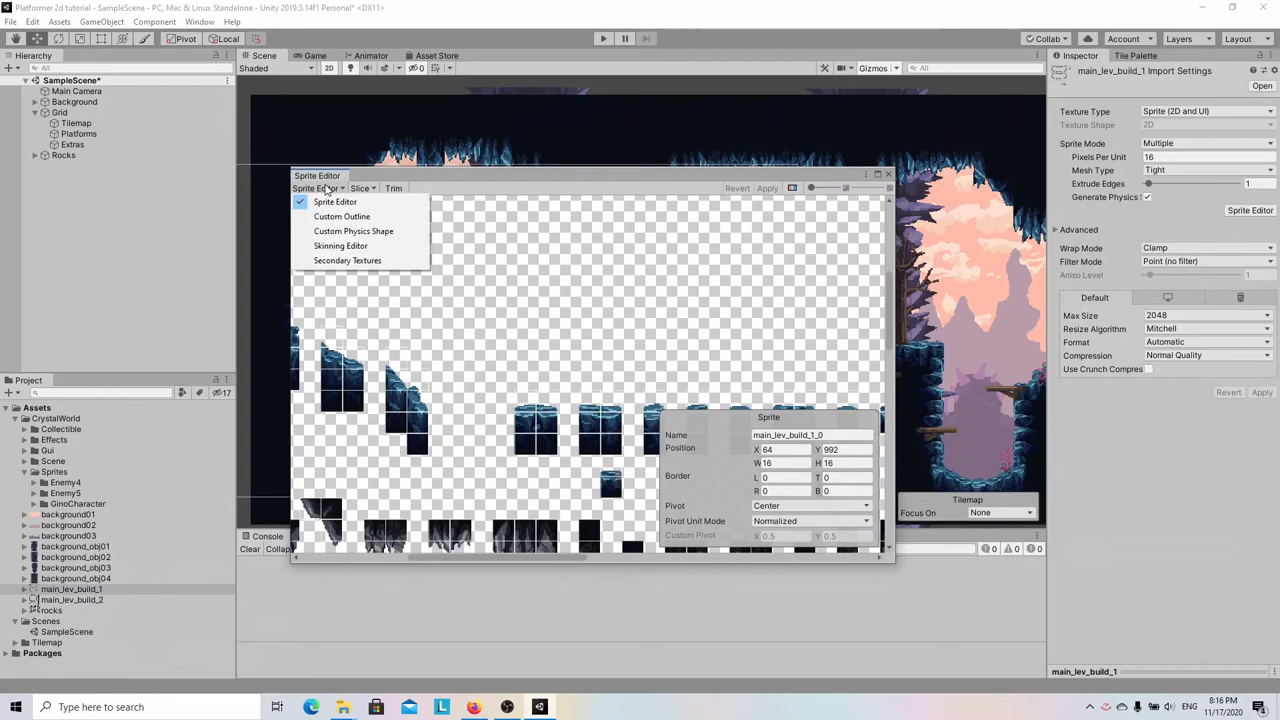 Platformer 2d tutorial - SampleScene - PC, Mac & Linux Standalone - Unity 2019.3.14f1 Personal* <DX11>
File Edit Assets GameObject Component Window Help
Pivot Local Collab Account Layers Layout
Hierarchy Scene Game Animator Asset Store Inspector Tile Palette
All Shaded 2D 0 Gizmos All
SampleScene*
Main Camera
Background
Grid
Tilemap
Platforms
Extras
Rocks
Sprite Editor
Sprite Editor Slice Trim Revert Apply
Sprite Editor
Custom Outline
Custom Physics Shape
Skinning Editor
Secondary Textures
Sprite
Name main_lev_build_1_0
Position X 64 Y 992
W 16 H 16
Border L 0 T 0
R 0 B 0
Pivot Center
Pivot Unit Mode Normalized
Custom Pivot X 0.5 Y 0.5
Tilemap
Focus On None
Console
Clear Collap 0 0 0
main_lev_build_1 Import Settings
Open
Texture Type Sprite (2D and UI)
Texture Shape 2D
Sprite Mode Multiple
Pixels Per Unit 16
Mesh Type Tight
Extrude Edges 1
Generate Physics
Sprite Editor
Advanced
Wrap Mode Clamp
Filter Mode Point (no filter)
Aniso Level 1
Default
Max Size 2048
Resize Algorithm Mitchell
Format Automatic
Compression Normal Quality
Use Crunch Compres
Revert Apply
main_lev_build_1
Project
17
Assets
CrystalWorld
Collectible
Effects
Gui
Scene
Sprites
Enemy4
Enemy5
GinoCharacter
background01
background02
background03
background_obj01
background_obj02
background_obj03
background_obj04
main_lev_build_1
main_lev_build_2
rocks
Scenes
SampleScene
Tilemap
Packages
Type here to search
L
8:16 PM
11/17/2020
4